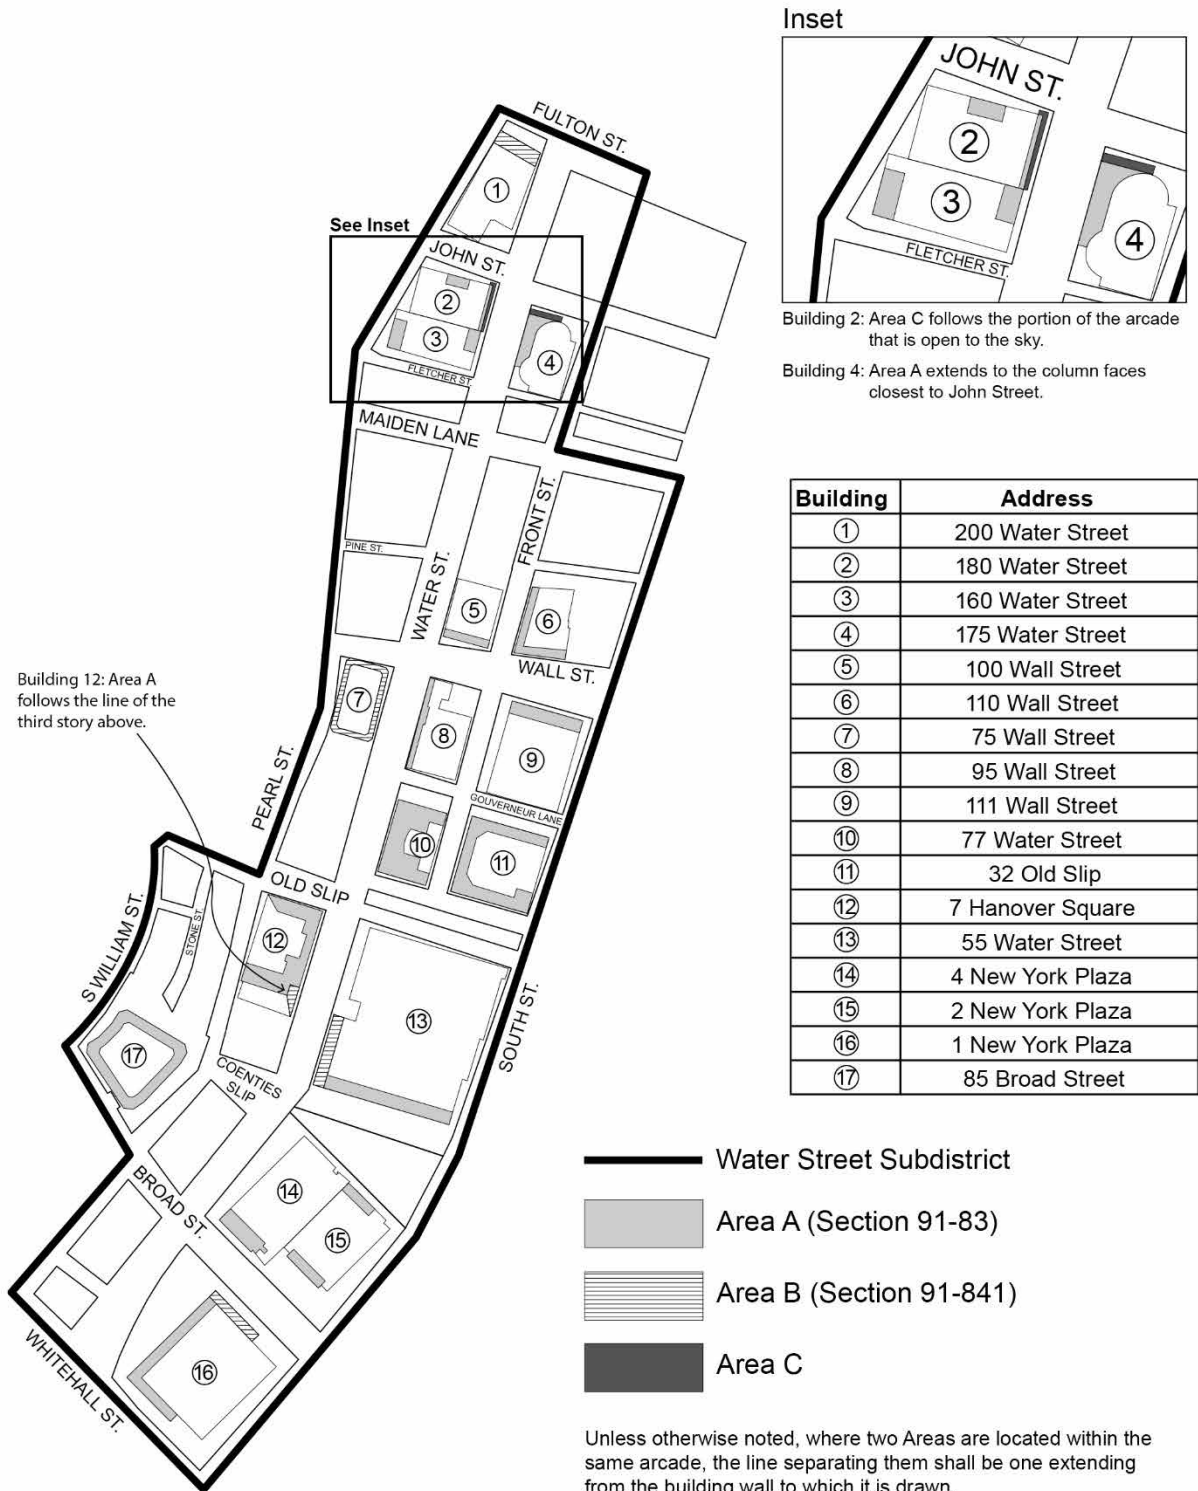 Inset
JOHN ST.
②
③
FLETCHER ST.
④
Building 2: Area C follows the portion of the arcade
that is open to the sky.
Building 4: Area A extends to the column faces
closest to John Street.
FULTON ST.
①
See Inset
JOHN ST.
②
③
FLETCHER ST.
④
MAIDEN LANE
PINE ST.
WATER ST.
FRONT ST.
⑤
⑥
WALL ST.
Building 12: Area A
follows the line of the
third story above.
⑦
⑧
⑨
PEARL ST.
GOUVERNEUR LANE
⑩
⑪
OLD SLIP
S WILLIAM ST.
STONE ST.
⑫
⑬
SOUTH ST.
⑰
COENTIES
SLIP
BROAD ST.
⑭
⑮
⑯
WHITEHALL ST.
Building Address
① 200 Water Street
② 180 Water Street
③ 160 Water Street
④ 175 Water Street
⑤ 100 Wall Street
⑥ 110 Wall Street
⑦ 75 Wall Street
⑧ 95 Wall Street
⑨ 111 Wall Street
⑩ 77 Water Street
⑪ 32 Old Slip
⑫ 7 Hanover Square
⑬ 55 Water Street
⑭ 4 New York Plaza
⑮ 2 New York Plaza
⑯ 1 New York Plaza
⑰ 85 Broad Street
Water Street Subdistrict
Area A (Section 91-83)
Area B (Section 91-841)
Area C
Unless otherwise noted, where two Areas are located within the
same arcade, the line separating them shall be one extending
from the building wall to which it is drawn.